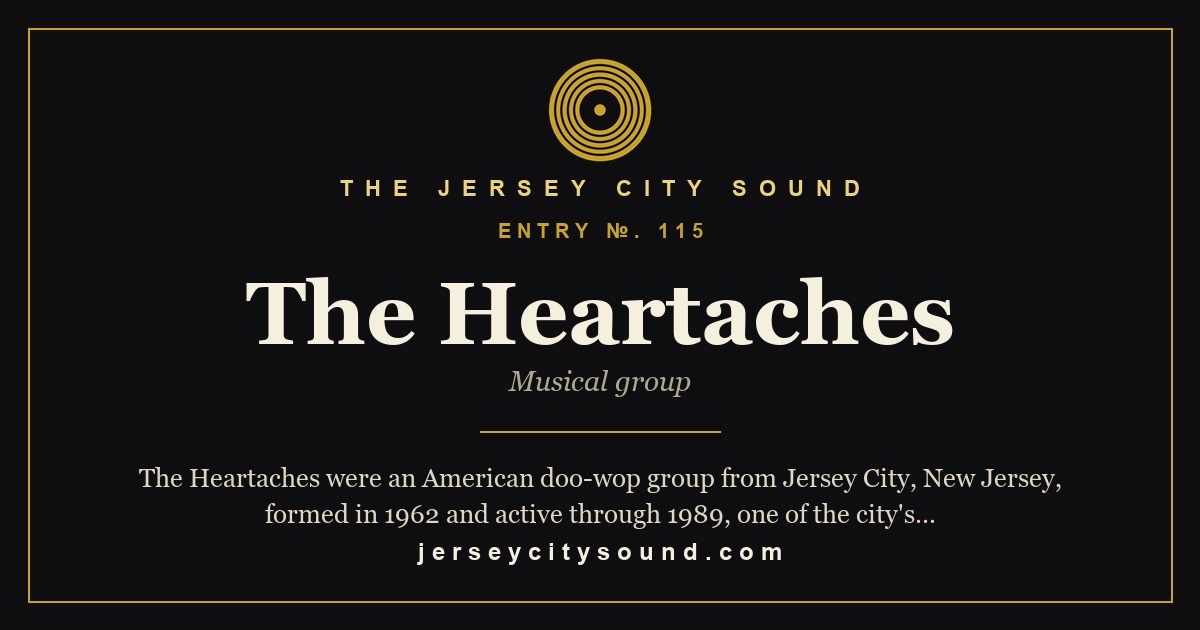 THE JERSEY CITY SOUND
ENTRY №. 115
The Heartaches
Musical group
The Heartaches were an American doo-wop group from Jersey City, New Jersey,
formed in 1962 and active through 1989, one of the city's...
jerseycitysound.com